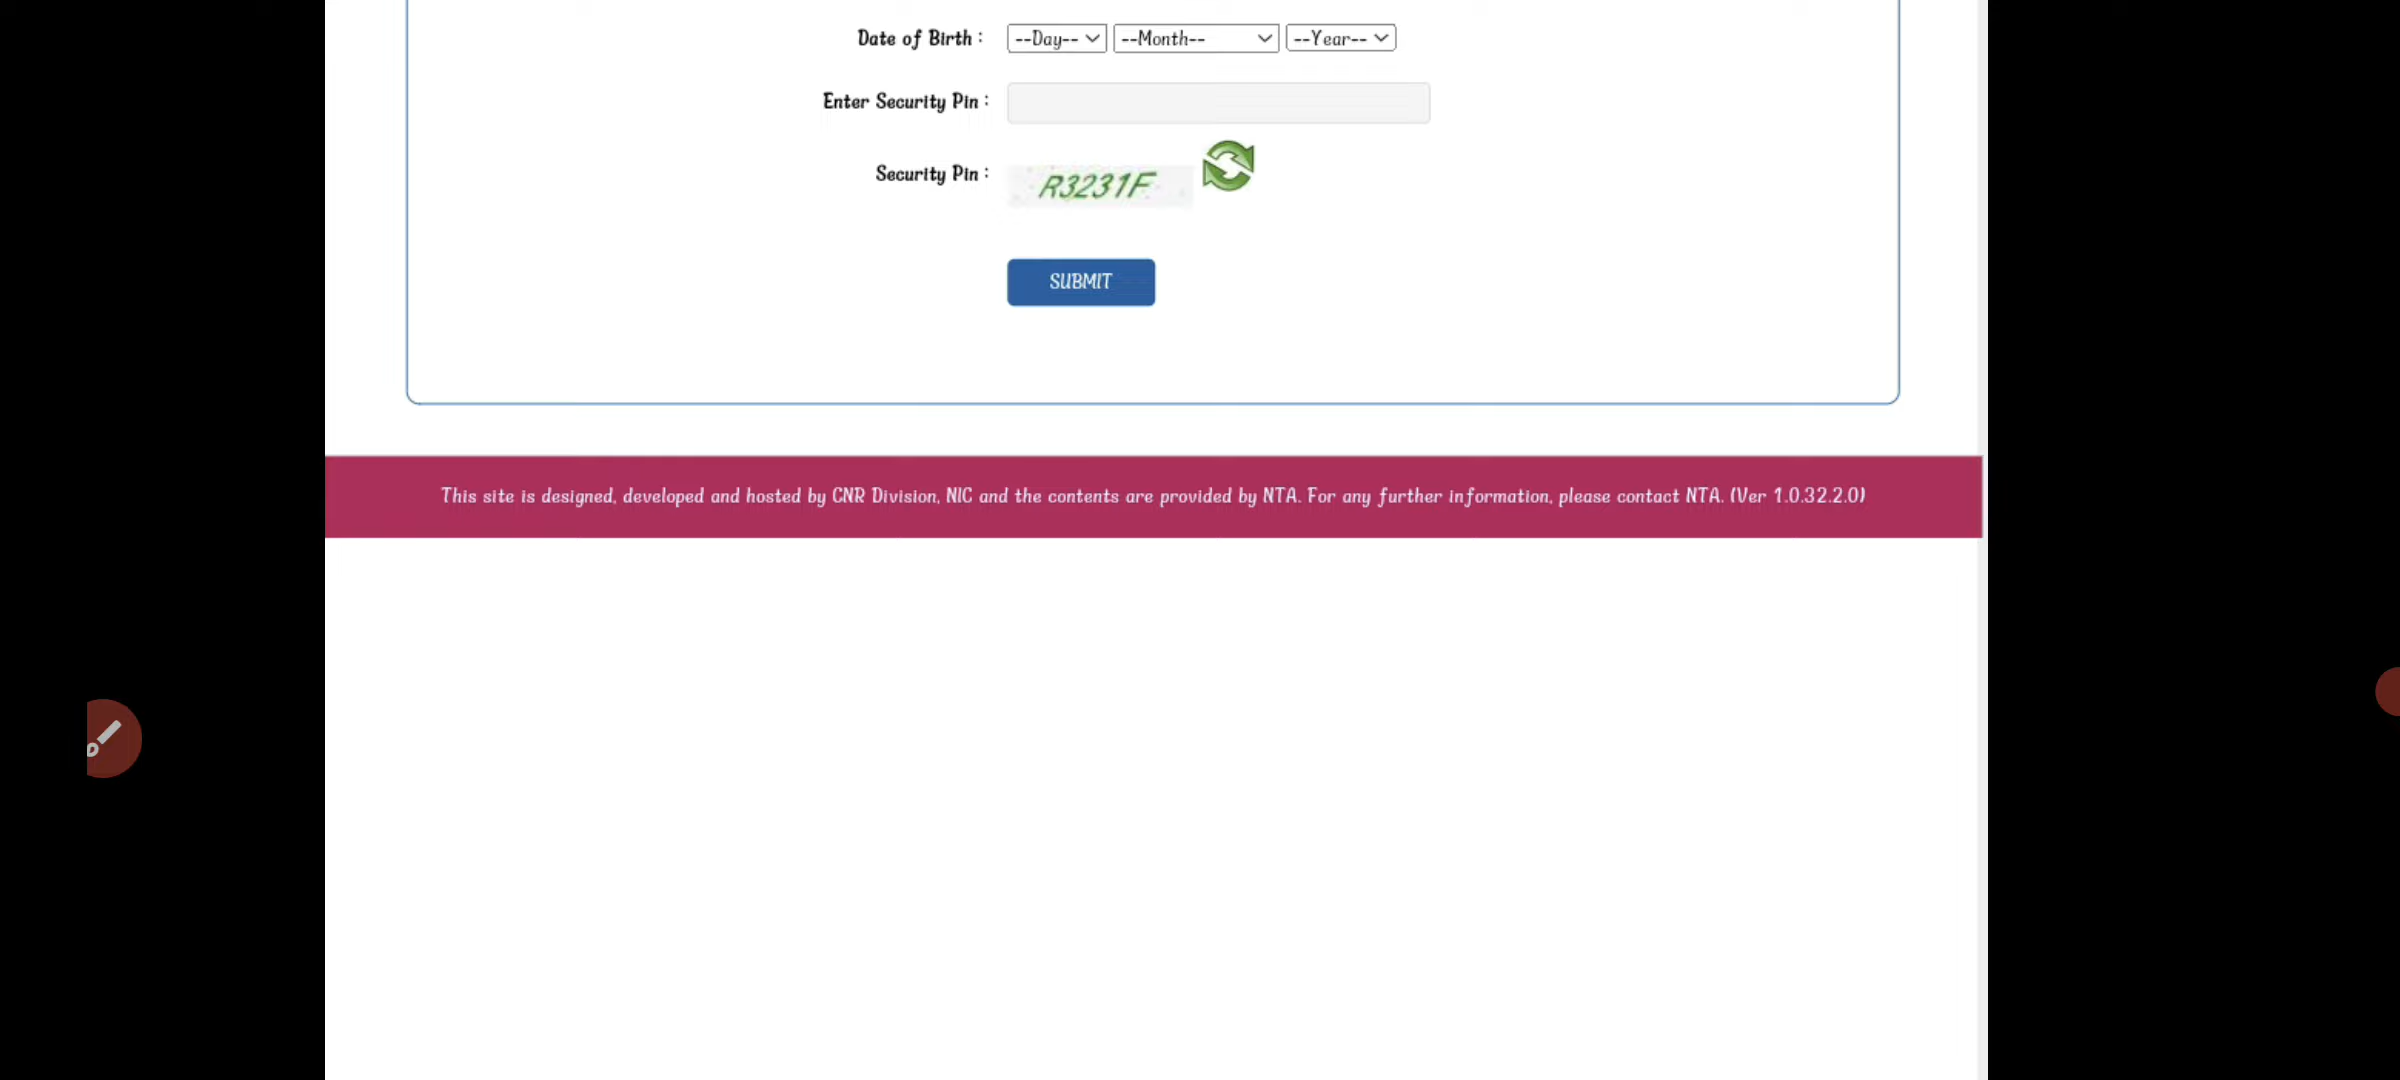 Date of Birth : --Day-- --Month-- --Year--
Enter Security Pin :
Security Pin : R3231F
SUBMIT
This site is designed, developed and hosted by CNR Division, NIC and the contents are provided by NTA. For any further information, please contact NTA. (Ver 1.0.32.2.0)